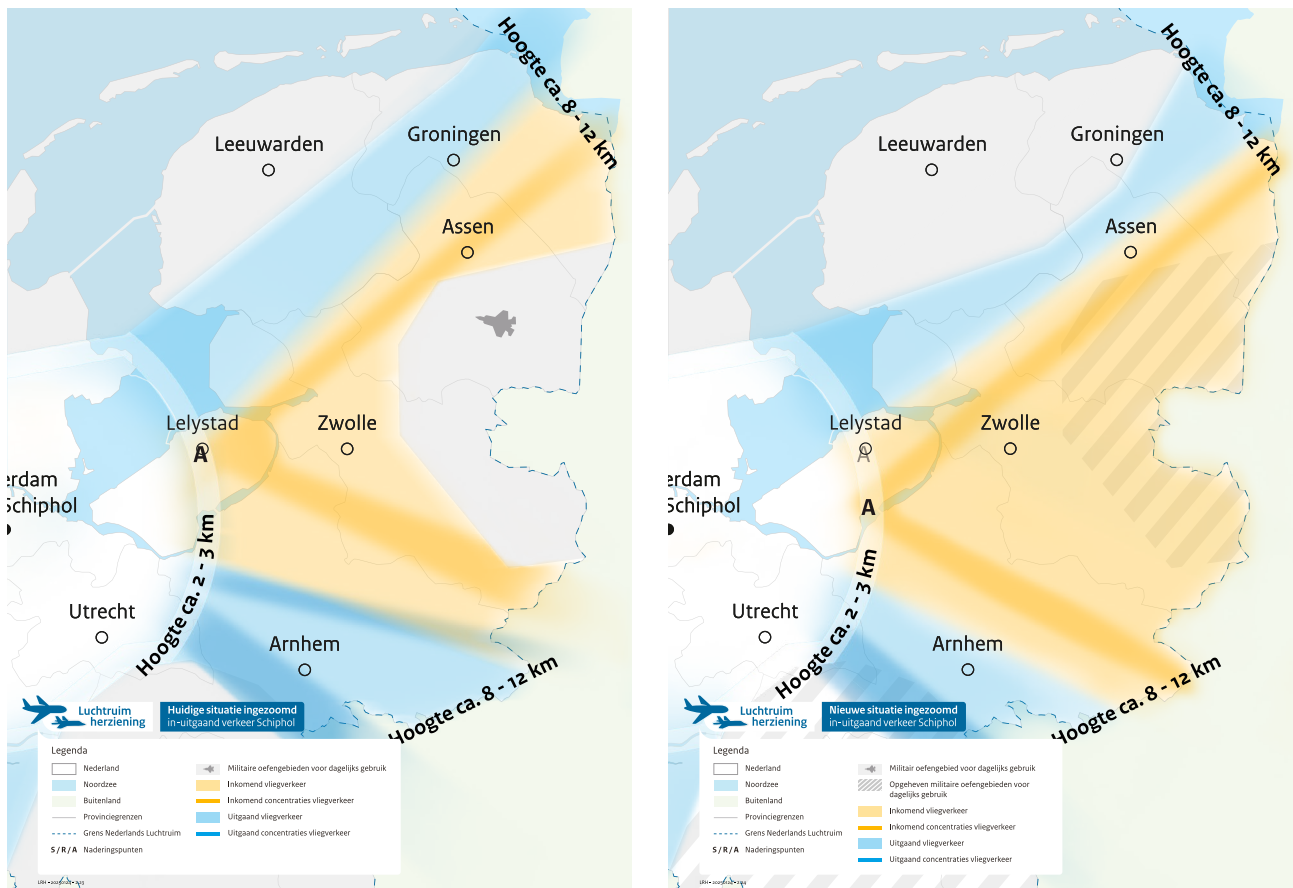 Hoogte ca. 8 - 12 km
Leeuwarden
Groningen
Assen
Lelystad
A
Zwolle
erdam
Schiphol
Hoogte ca. 2 - 3 km
Utrecht
Arnhem
Hoogte ca. 8 - 12 km
Luchtruim
herziening
Huidige situatie ingezoomd
in-uitgaand verkeer Schiphol
Legenda
Nederland
Noordzee
Buitenland
Provinciegrenzen
Grens Nederlands Luchtruim
S / R / A Naderingspunten
Militaire oefengebieden voor dagelijks gebruik
Inkomend vliegverkeer
Inkomend concentraties vliegverkeer
Uitgaand vliegverkeer
Uitgaand concentraties vliegverkeer
Hoogte ca. 8 - 12 km
Leeuwarden
Groningen
Assen
Lelystad
A
Zwolle
erdam
Schiphol
A
Hoogte ca. 2 - 3 km
Utrecht
Arnhem
Hoogte ca. 8 - 12 km
Luchtruim
herziening
Nieuwe situatie ingezoomd
in-uitgaand verkeer Schiphol
Legenda
Nederland
Noordzee
Buitenland
Provinciegrenzen
Grens Nederlands Luchtruim
S / R / A Naderingspunten
Militair oefengebied voor dagelijks gebruik
Opgeheven militaire oefengebieden voor
dagelijks gebruik
Inkomend vliegverkeer
Inkomend concentraties vliegverkeer
Uitgaand vliegverkeer
Uitgaand concentraties vliegverkeer